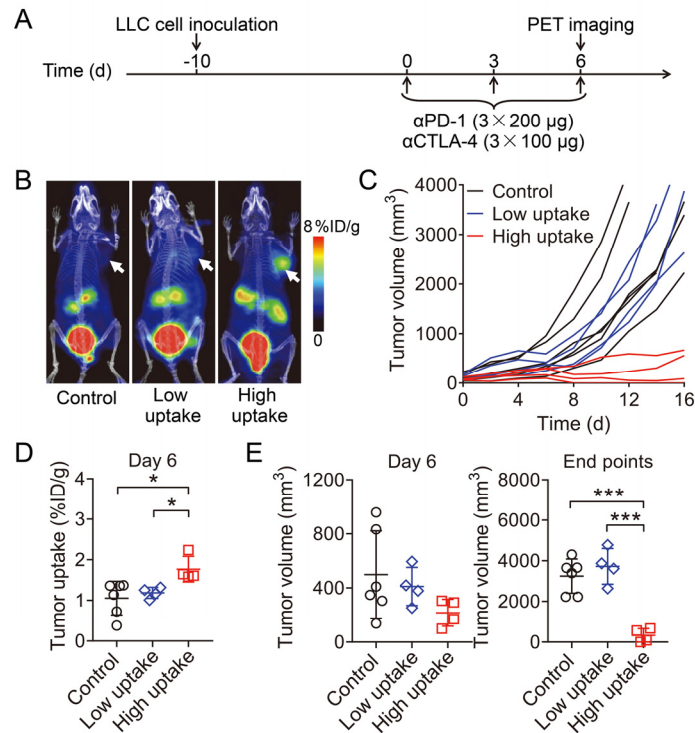 A
LLC cell inoculation
PET imaging
Time (d)
-10
0
3
6
αPD-1 (3×200 µg)
αCTLA-4 (3×100 µg)
B
8 %ID/g
0
Control
Low uptake
High uptake
C
Tumor volume (mm³)
4000
3000
2000
1000
0
Control
Low uptake
High uptake
0
4
8
12
16
Time (d)
D
Day 6
Tumor uptake (%ID/g)
4
3
2
1
0
*
*
Control
Low uptake
High uptake
E
Day 6
Tumor volume (mm³)
1200
800
400
0
Control
Low uptake
High uptake
End points
Tumor volume (mm³)
8000
6000
4000
2000
0
***
***
Control
Low uptake
High uptake